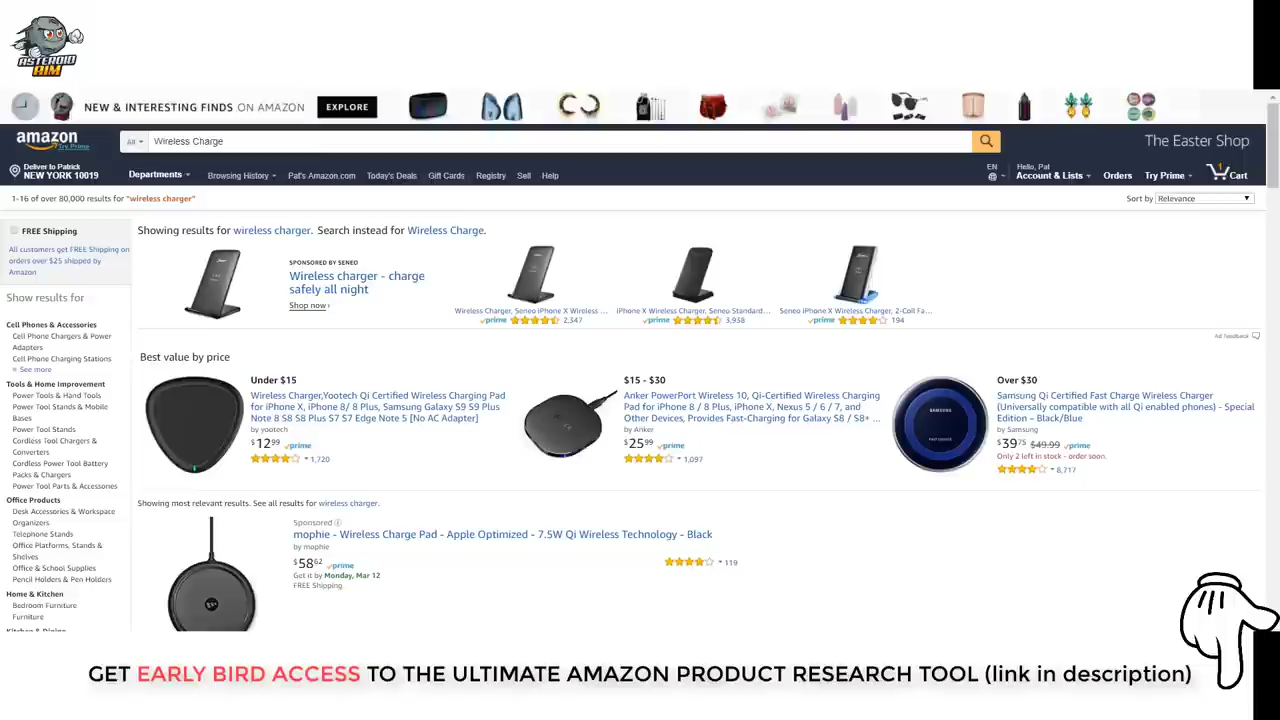 ASTEROID
AIM
NEW & INTERESTING FINDS ON AMAZON
EXPLORE
amazon
Try Prime
All
Wireless Charge
The Easter Shop
Deliver to Patrick
NEW YORK 10019
Departments
Browsing History
Pat's Amazon.com
Today's Deals
Gift Cards
Registry
Sell
Help
EN
Hello, Pat
Account & Lists
Orders
Try Prime
1
Cart
1-16 of over 80,000 results for "wireless charger"
Sort by Relevance
FREE Shipping
All customers get FREE Shipping on
orders over $25 shipped by
Amazon
Show results for
Cell Phones & Accessories
Cell Phone Chargers & Power
Adapters
Cell Phone Charging Stations
See more
Tools & Home Improvement
Power Tools & Hand Tools
Power Tool Stands & Mobile
Bases
Power Tool Stands
Cordless Tool Chargers &
Converters
Cordless Power Tool Battery
Packs & Chargers
Power Tool Parts & Accessories
Office Products
Desk Accessories & Workspace
Organizers
Telephone Stands
Office Platforms, Stands &
Shelves
Office & School Supplies
Pencil Holders & Pen Holders
Home & Kitchen
Bedroom Furniture
Furniture
Kitchen & Dining
Showing results for wireless charger. Search instead for Wireless Charge.
SPONSORED BY SENEO
Wireless charger - charge
safely all night
Shop now ›
Wireless Charger, Seneo iPhone X Wireless ...
prime 2,347
iPhone X Wireless Charger, Seneo Standard...
prime 3,938
Seneo iPhone X Wireless Charger, 2-Coil Fa...
prime 194
Ad feedback
Best value by price
Under $15
Wireless Charger,Yootech Qi Certified Wireless Charging Pad
for iPhone X, iPhone 8/ 8 Plus, Samsung Galaxy S9 S9 Plus
Note 8 S8 S8 Plus S7 S7 Edge Note 5 [No AC Adapter]
by yootech
$12 99 prime
1,720
$15 - $30
Anker PowerPort Wireless 10, Qi-Certified Wireless Charging
Pad for iPhone 8 / 8 Plus, iPhone X, Nexus 5 / 6 / 7, and
Other Devices, Provides Fast-Charging for Galaxy S8 / S8+ ...
by Anker
$25 99 prime
1,097
SAMSUNG
FAST CHARGE
Over $30
Samsung Qi Certified Fast Charge Wireless Charger
(Universally compatible with all Qi enabled phones) - Special
Edition - Black/Blue
by Samsung
$39 75 $49.99 prime
Only 2 left in stock - order soon.
8,717
Showing most relevant results. See all results for wireless charger.
Sponsored
mophie - Wireless Charge Pad - Apple Optimized - 7.5W Qi Wireless Technology - Black
by mophie
$58 62 prime
Get it by Monday, Mar 12
FREE Shipping
119
GET EARLY BIRD ACCESS TO THE ULTIMATE AMAZON PRODUCT RESEARCH TOOL (link in description)